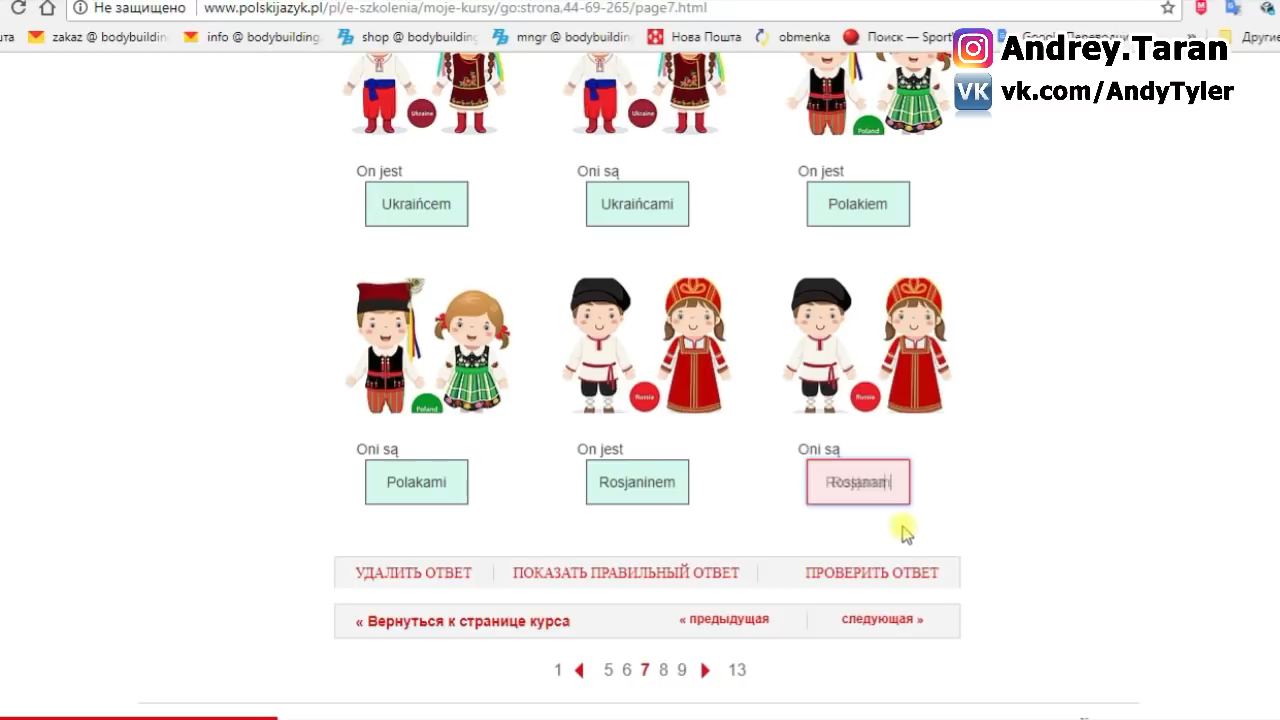 Не защищено www.polskijazyk.pl/pl/e-szkolenia/moje-kursy/go:strona,44-69-265/page7.html
чта zakaz @ bodybuildin info @ bodybuilding. shop @ bodybuilding mngr @ bodybuildin Нова Пошта obmenka Поиск — Sport Google Переводчи » Другие
Andrey.Taran
VK vk.com/AndyTyler
Ukraine Ukraine Poland
On jest Oni są On jest
Ukraińcem Ukraińcami Polakiem
Poland Russia Russia
Oni są On jest Oni są
Polakami Rosjaninem
УДАЛИТЬ ОТВЕТ ПОКАЗАТЬ ПРАВИЛЬНЫЙ ОТВЕТ ПРОВЕРИТЬ ОТВЕТ
« Вернуться к странице курса « предыдущая следующая »
1 5 6 7 8 9 13